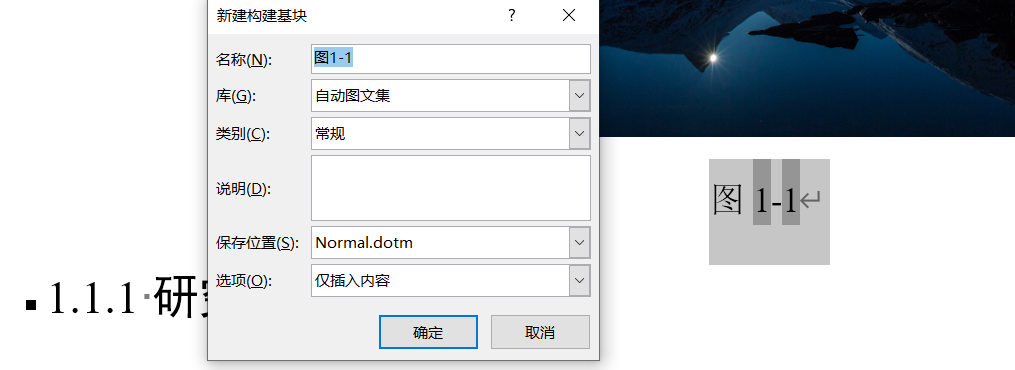 新建构建基块
?
名称(N):
图1-1
库(G):
自动图文集
类别(C):
常规
说明(D):
保存位置(S):
Normal.dotm
选项(O):
仅插入内容
确定
取消
图 1-1↵
1.1.1·研